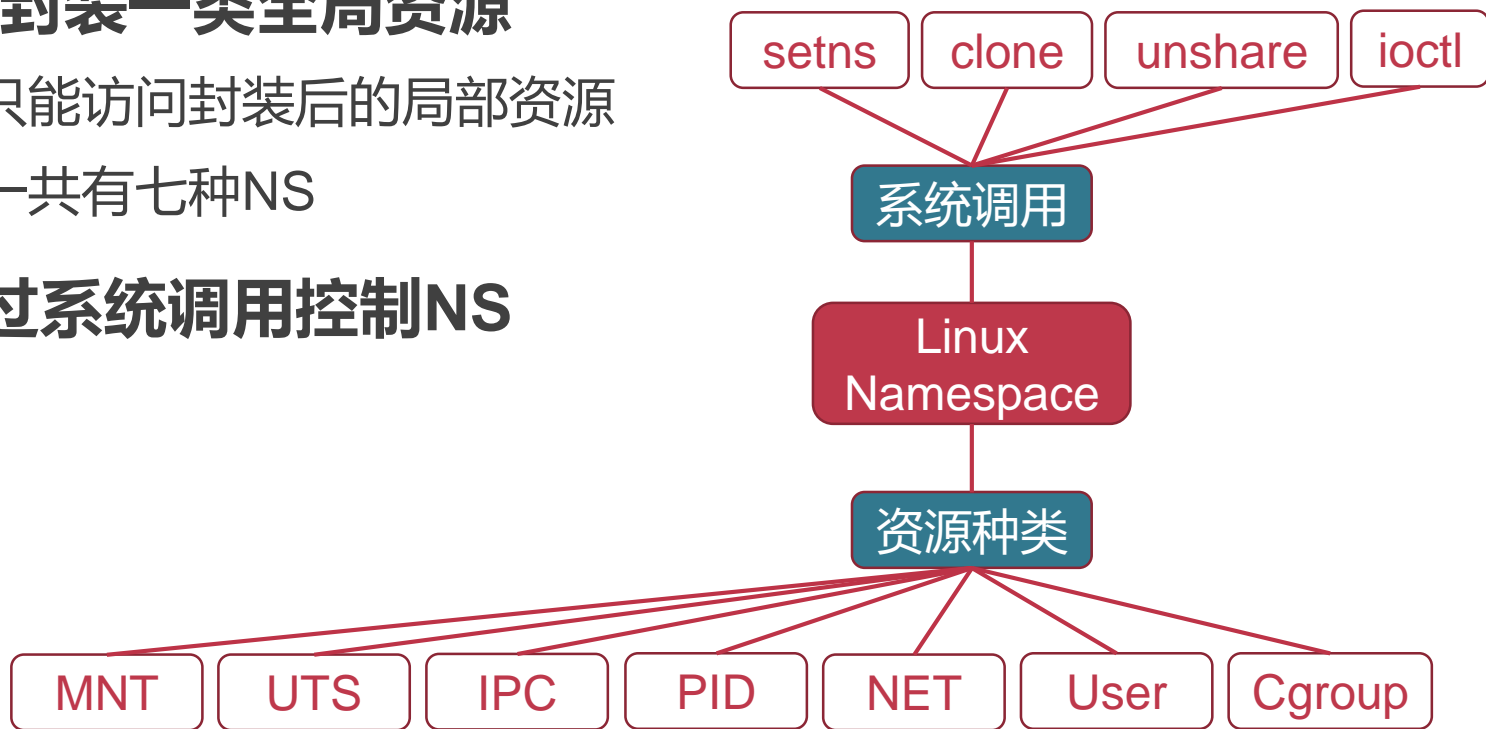 封装一类全局资源
只能访问封装后的局部资源
一共有七种NS
过系统调用控制NS
setns
clone
unshare
ioctl
系统调用
Linux
Namespace
资源种类
MNT
UTS
IPC
PID
NET
User
Cgroup